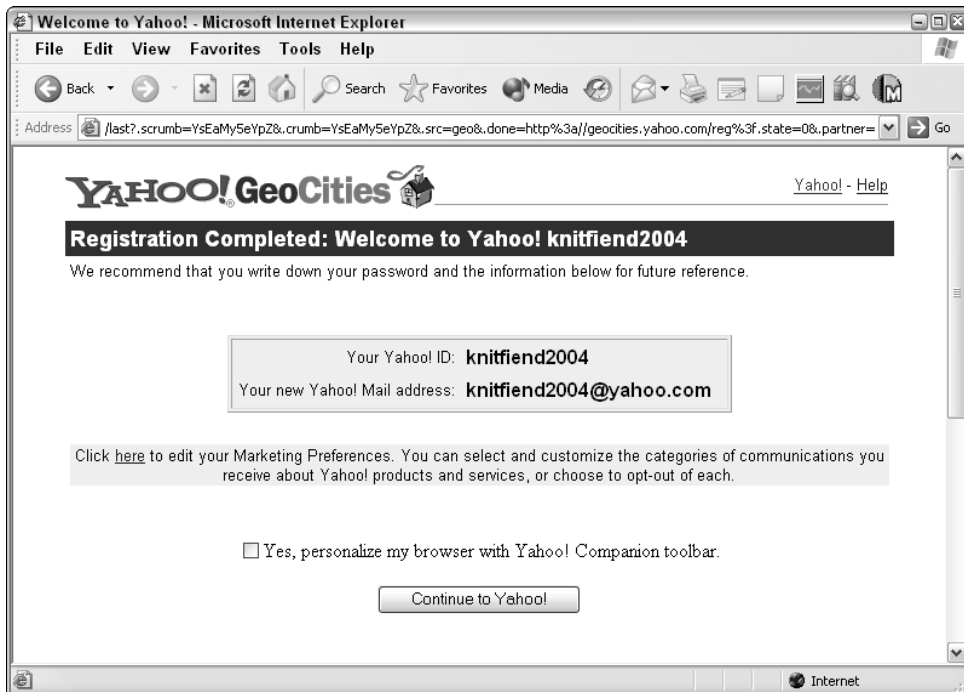 Welcome to Yahoo! - Microsoft Internet Explorer
File Edit View Favorites Tools Help
Back Search Favorites Media
Address /last?.scrumb=YsEaMy5eYpZ&.crumb=YsEaMy5eYpZ&.src=geo&.done=http%3a//geocities.yahoo.com/reg%3f.state=0&.partner= Go
YAHOO!® GeoCities Yahoo! - Help
Registration Completed: Welcome to Yahoo! knitfiend2004
We recommend that you write down your password and the information below for future reference.
Your Yahoo! ID: knitfiend2004
Your new Yahoo! Mail address: knitfiend2004@yahoo.com
Click here to edit your Marketing Preferences. You can select and customize the categories of communications you
receive about Yahoo! products and services, or choose to opt-out of each.
Yes, personalize my browser with Yahoo! Companion toolbar.
Continue to Yahoo!
Internet